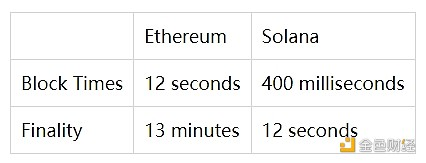 Ethereum Solana
Block Times 12 seconds 400 milliseconds
Finality 13 minutes 12 seconds
金色财经